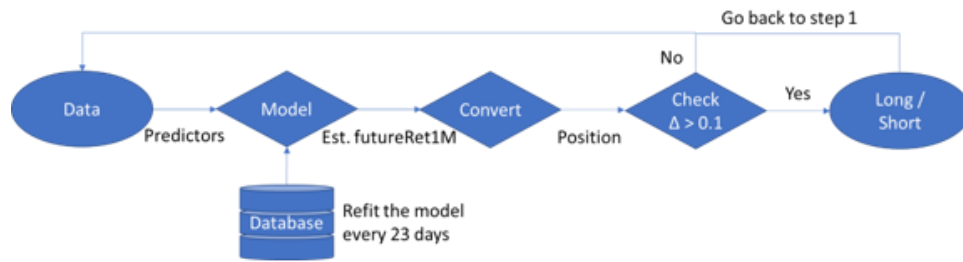 Go back to step 1
No
Data
Model
Convert
Check
Δ > 0.1
Yes
Long /
Short
Predictors
Est. futureRet1M
Position
Database
Refit the model
every 23 days